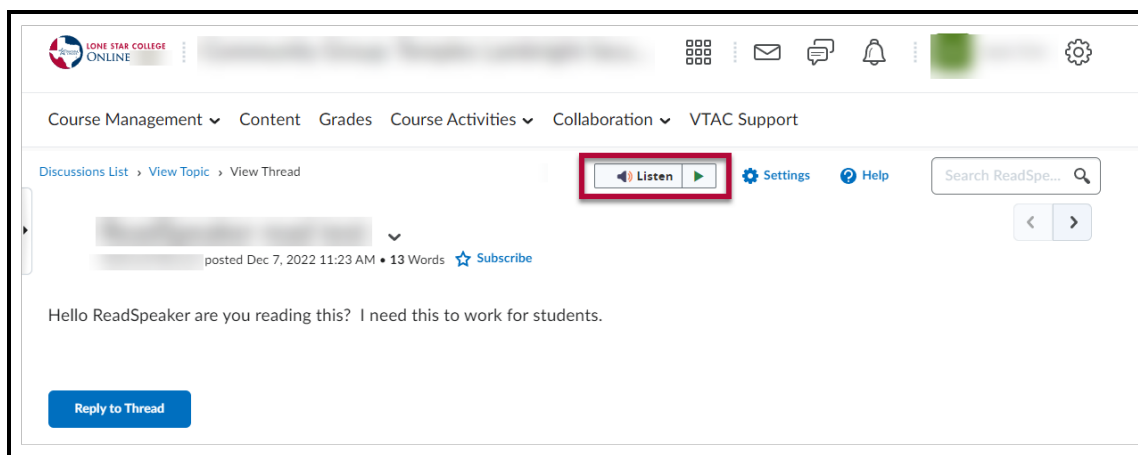 LONE STAR COLLEGE
ONLINE
Course Management Content Grades Course Activities Collaboration VTAC Support
Discussions List › View Topic › View Thread
Listen
Settings
Help
Search ReadSpe...
posted Dec 7, 2022 11:23 AM • 13 Words Subscribe
Hello ReadSpeaker are you reading this? I need this to work for students.
Reply to Thread